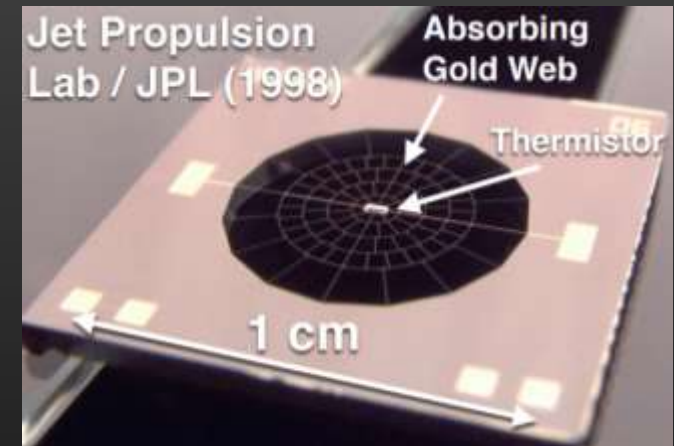 Jet Propulsion
Lab / JPL (1998)
Absorbing
Gold Web
Thermistor
1 cm